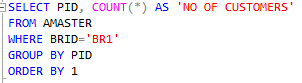 SELECT PID, COUNT(*) AS 'NO OF CUSTOMERS'
FROM AMASTER
WHERE BRID='BR1'
GROUP BY PID
ORDER BY 1